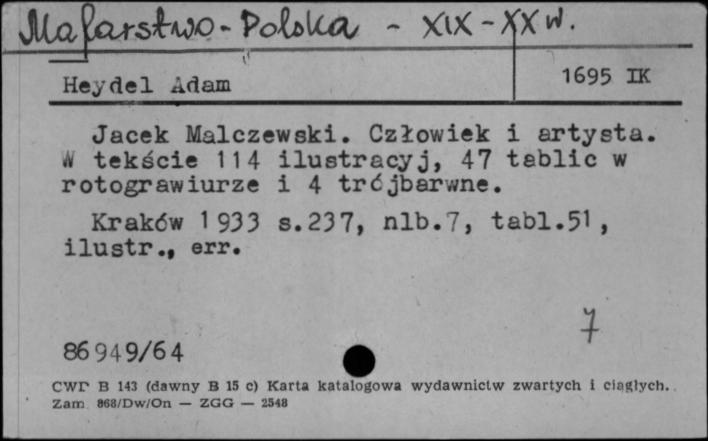 Malarstwo - Polska - XIX - XX w.
Heydel Adam
1695 IK
Jacek Malczewski. Człowiek i artysta.
W tekście 114 ilustracyj, 47 tablic w
rotograwiurze i 4 trójbarwne.
Kraków 1933 s.237, nlb.7, tabl.51,
ilustr., err.
7
86949/64
CWP B 143 (dawny B 15 c) Karta katalogowa wydawnictw zwartych i ciągłych.
Zam. 868/Dw/On — ZGG — 2548